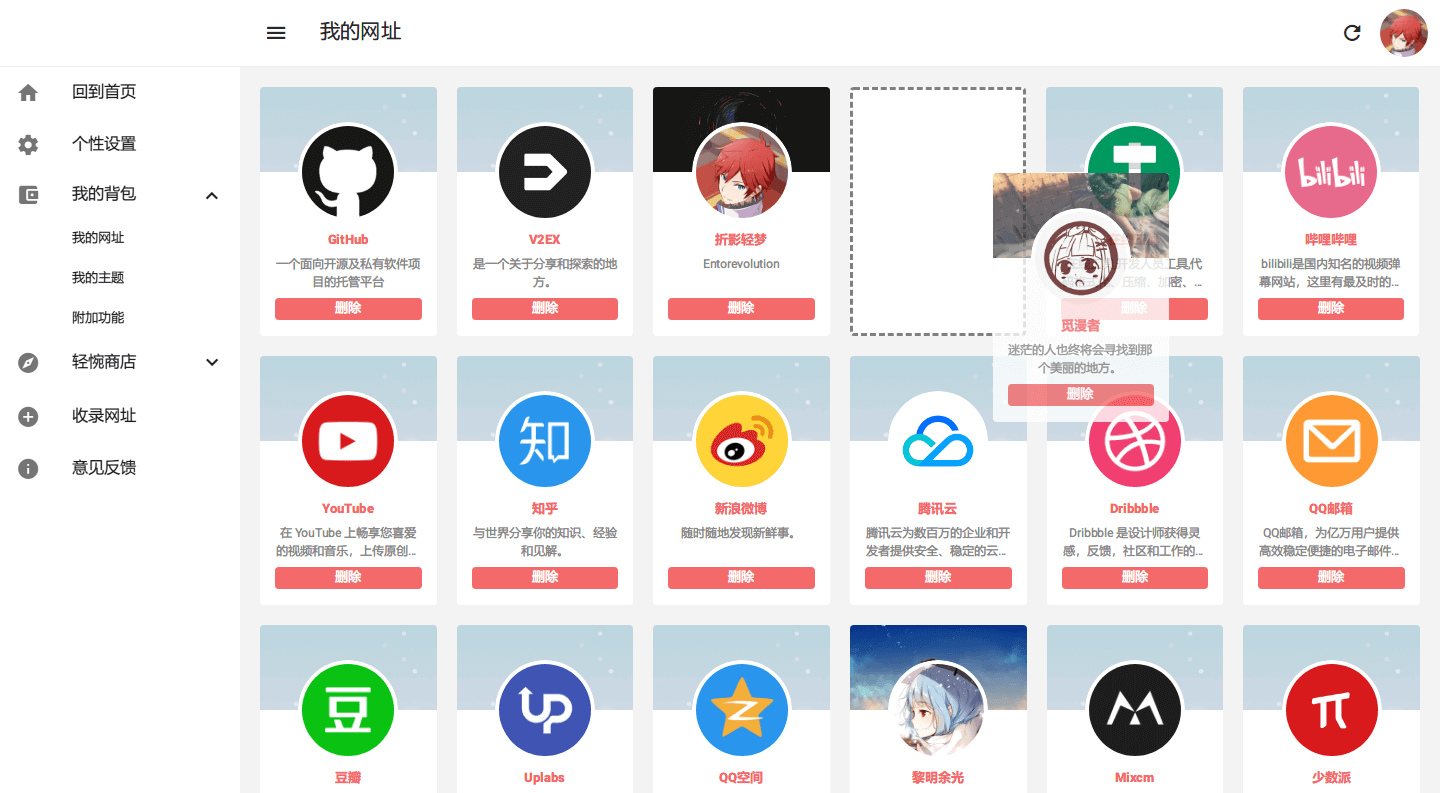 我的网址
回到首页
个性设置
我的背包
我的网址
我的主题
附加功能
轻惋商店
收录网址
意见反馈
GitHub
一个面向开源及私有软件项
目的托管平台
删除
V2EX
是一个关于分享和探索的地
方。
删除
折影轻梦
Entorevolution
删除
觅漫者
迷茫的人也终将会寻找到那
个美丽的地方。
删除
开发人员工具,代
压缩、加密、...
删除
bilibili
哔哩哔哩
bilibili是国内知名的视频弹
幕网站，这里有最及时的...
删除
YouTube
在 YouTube 上畅享您喜爱
的视频和音乐，上传原创...
删除
知
知乎
与世界分享你的知识、经验
和见解。
删除
新浪微博
随时随地发现新鲜事。
删除
腾讯云
腾讯云为数百万的企业和开
发者提供安全、稳定的云...
删除
Dribbble
Dribbble 是设计师获得灵
感，反馈，社区和工作的...
删除
QQ邮箱
QQ邮箱，为亿万用户提供
高效稳定便捷的电子邮件...
删除
豆
豆瓣
UP
Uplabs
QQ空间
黎明余光
Mixcm
π
少数派